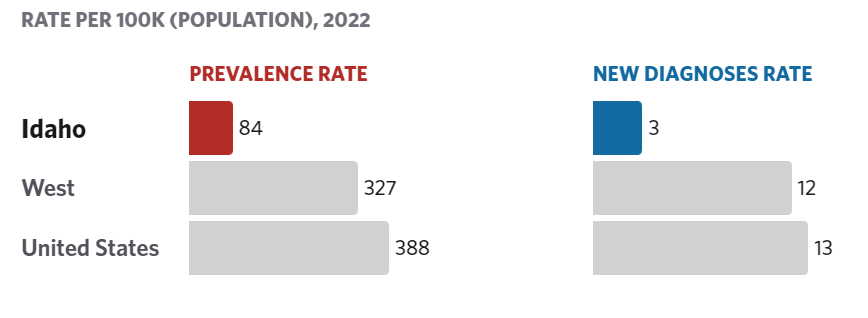 RATE PER 100K (POPULATION), 2022
PREVALENCE RATE
NEW DIAGNOSES RATE
Idaho 84 3
West 327 12
United States 388 13